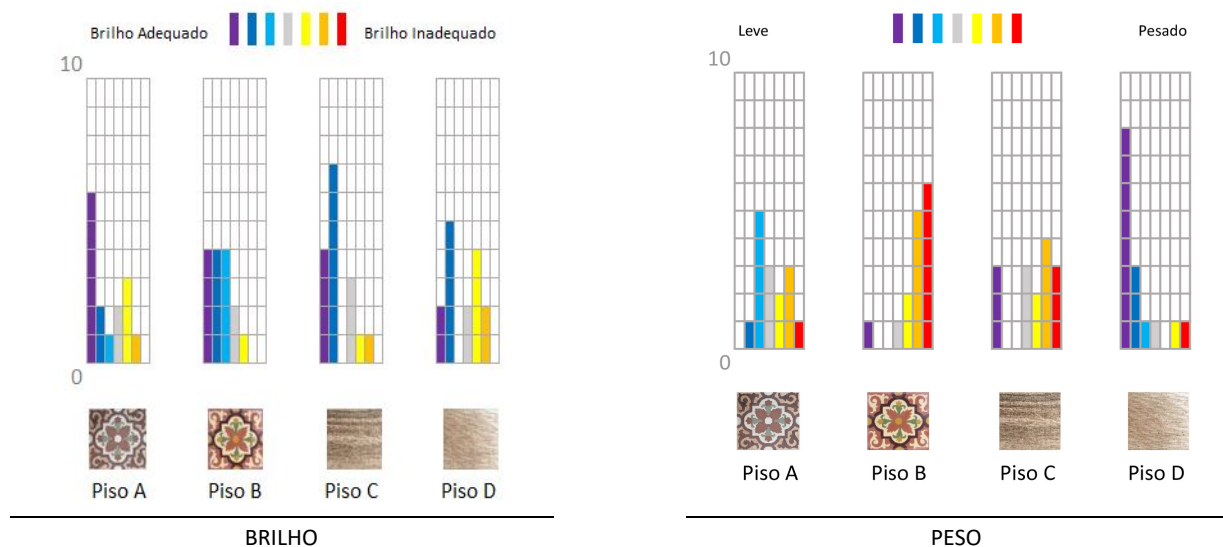 Brilho Adequado Brilho Inadequado
10
0
Piso A Piso B Piso C Piso D
BRILHO
Leve Pesado
10
0
Piso A Piso B Piso C Piso D
PESO